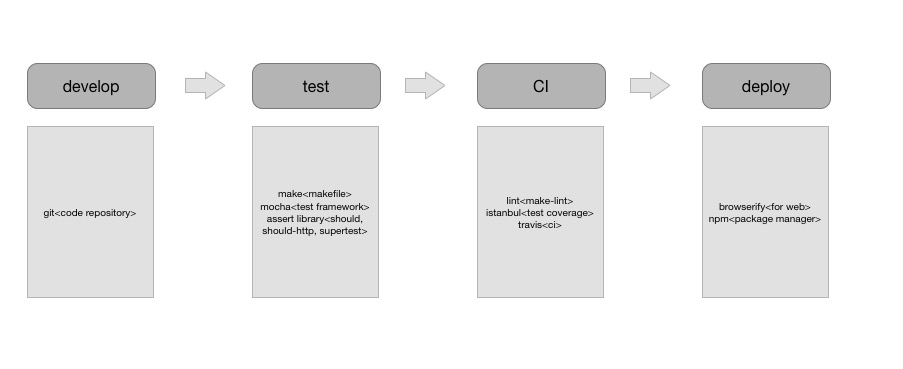 develop
test
CI
deploy
git<code repository>
make<makefile>
mocha<test framework>
assert library<should,
should-http, supertest>
lint<make-lint>
istanbul<test coverage>
travis<ci>
browserify<for web>
npm<package manager>